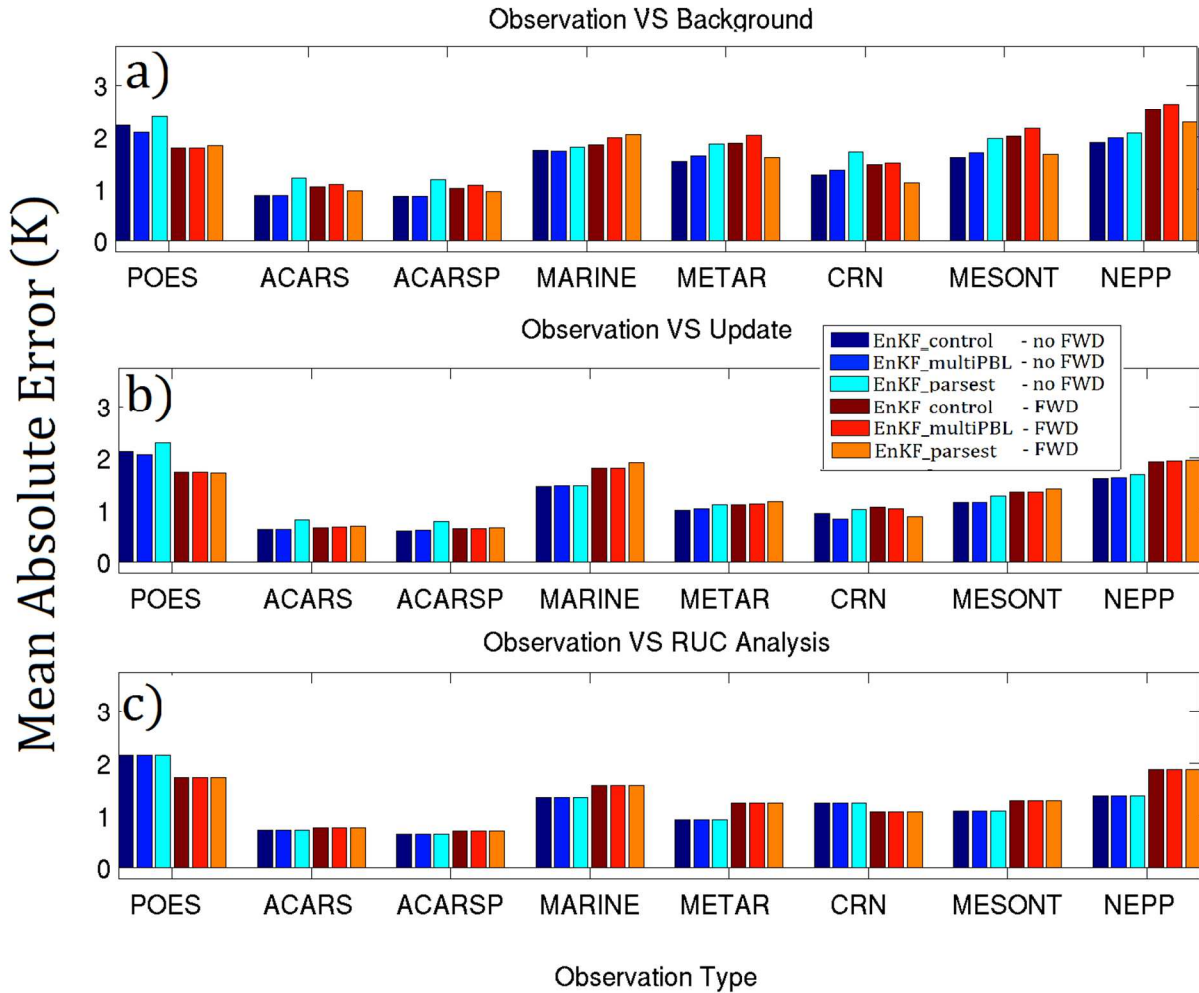 Observation VS Background
a)
3
2
1
0
POES ACARS ACARSP MARINE METAR CRN MESONT NEPP
Mean Absolute Error (K)
Observation VS Update
b)
3
2
1
0
EnKF_control - no FWD
EnKF_multiPBL - no FWD
EnKF_parsest - no FWD
EnKF_control - FWD
EnKF_multiPBL - FWD
EnKF_parsest - FWD
POES ACARS ACARSP MARINE METAR CRN MESONT NEPP
Observation VS RUC Analysis
c)
3
2
1
0
POES ACARS ACARSP MARINE METAR CRN MESONT NEPP
Observation Type